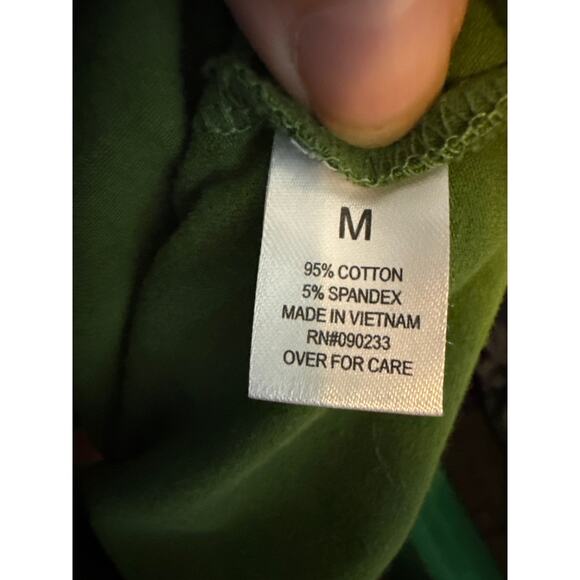 M
95% COTTON
5% SPANDEX
MADE IN VIETNAM
RN#090233
OVER FOR CARE